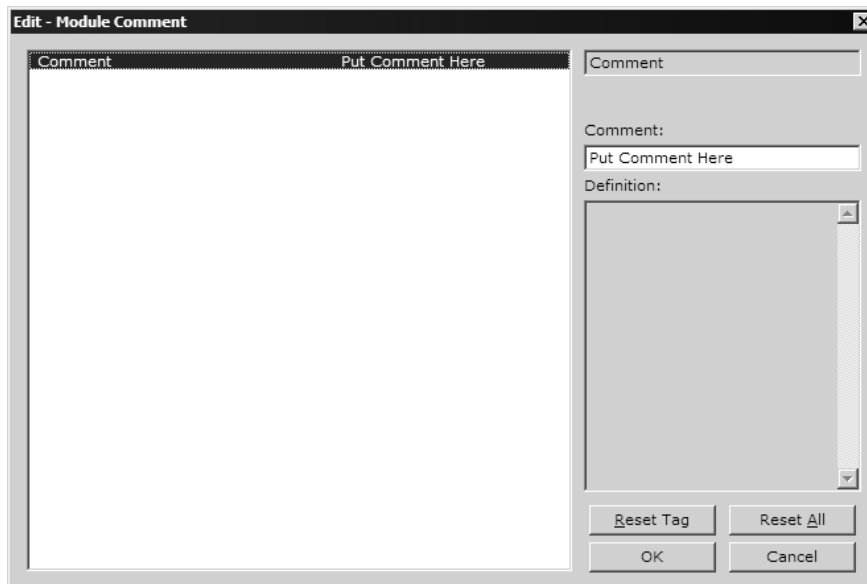 Edit - Module Comment
Comment Put Comment Here
Comment
Comment:
Put Comment Here
Definition:
Reset Tag Reset All
OK Cancel